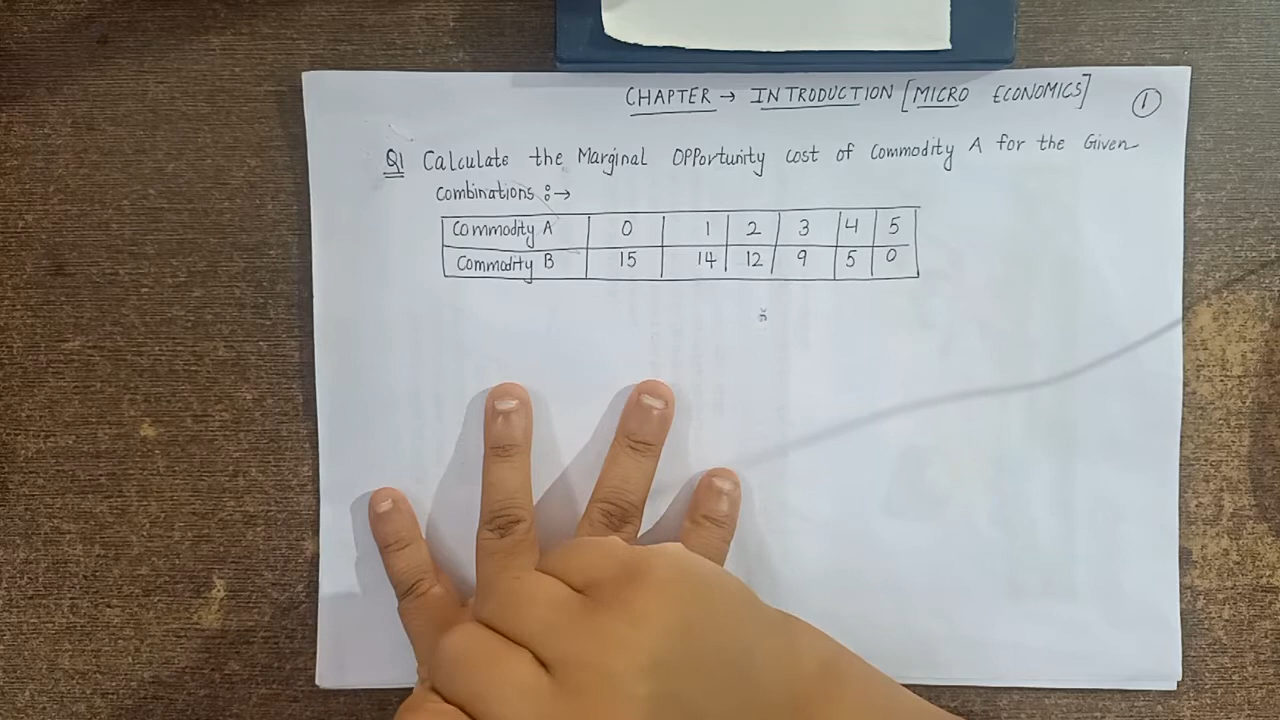 CHAPTER → INTRODUCTION [MICRO ECONOMICS]
1
Q1 Calculate the Marginal Opportunity cost of Commodity A for the Given
Combinations :→
Commodity A 0 1 2 3 4 5
Commodity B 15 14 12 9 5 0